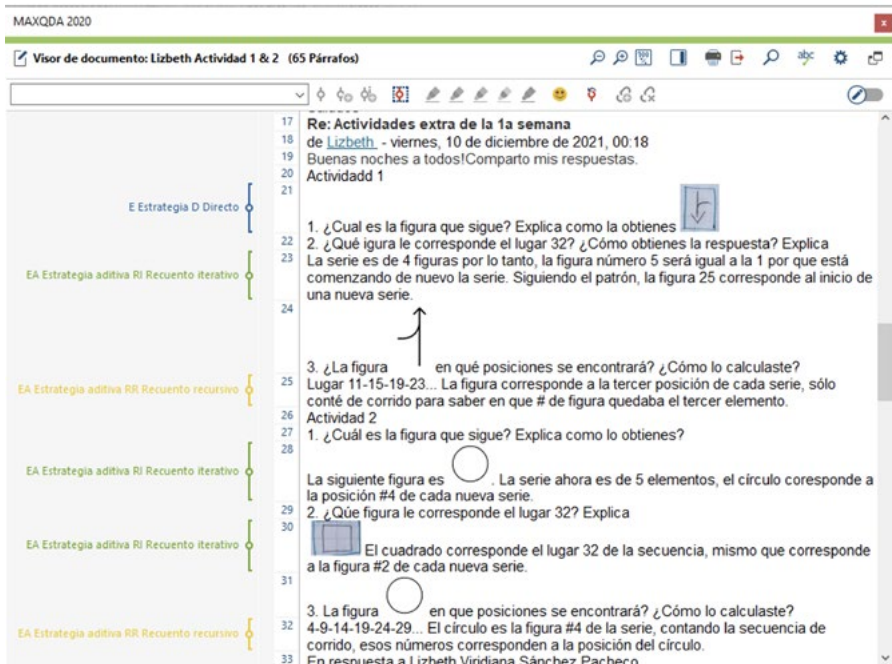 MAXQDA 2020
x
Visor de documento: Lizbeth Actividad 1 & 2 (65 Párrafos)
abc
17 Re: Actividades extra de la 1a semana
18 de Lizbeth - viernes, 10 de diciembre de 2021, 00:18
19 Buenas noches a todos!Comparto mis respuestas.
20 Actividadd 1
21
E Estrategia D Directo
1. ¿Cual es la figura que sigue? Explica como la obtienes
22 2. ¿Qué igura le corresponde el lugar 32? ¿Cómo obtienes la respuesta? Explica
23 La serie es de 4 figuras por lo tanto, la figura número 5 será igual a la 1 por que está
EA Estrategia aditiva RI Recuento iterativo
comenzando de nuevo la serie. Siguiendo el patrón, la figura 25 corresponde al inicio de
una nueva serie.
24
3. ¿La figura en qué posiciones se encontrará? ¿Cómo lo calculaste?
25 Lugar 11-15-19-23... La figura corresponde a la tercer posición de cada serie, sólo
EA Estrategia aditiva RR Recuento recursivo
conté de corrido para saber en que # de figura quedaba el tercer elemento.
26 Actividad 2
27 1. ¿Cuál es la figura que sigue? Explica como lo obtienes?
28
EA Estrategia aditiva RI Recuento iterativo
La siguiente figura es . La serie ahora es de 5 elementos, el círculo coresponde a
la posición #4 de cada nueva serie.
29 2. ¿Qúe figura le corresponde el lugar 32? Explica
30
EA Estrategia aditiva RI Recuento iterativo
El cuadrado corresponde el lugar 32 de la secuencia, mismo que corresponde
a la figura #2 de cada nueva serie.
31
3. La figura en que posiciones se encontrará? ¿Cómo lo calculaste?
32 4-9-14-19-24-29... El círculo es la figura #4 de la serie, contando la secuencia de
EA Estrategia aditiva RR Recuento recursivo
corrido, esos números corresponden a la posición del círculo.
33 En respuesta a Lizbeth Viridiana Sánchez Pacheco